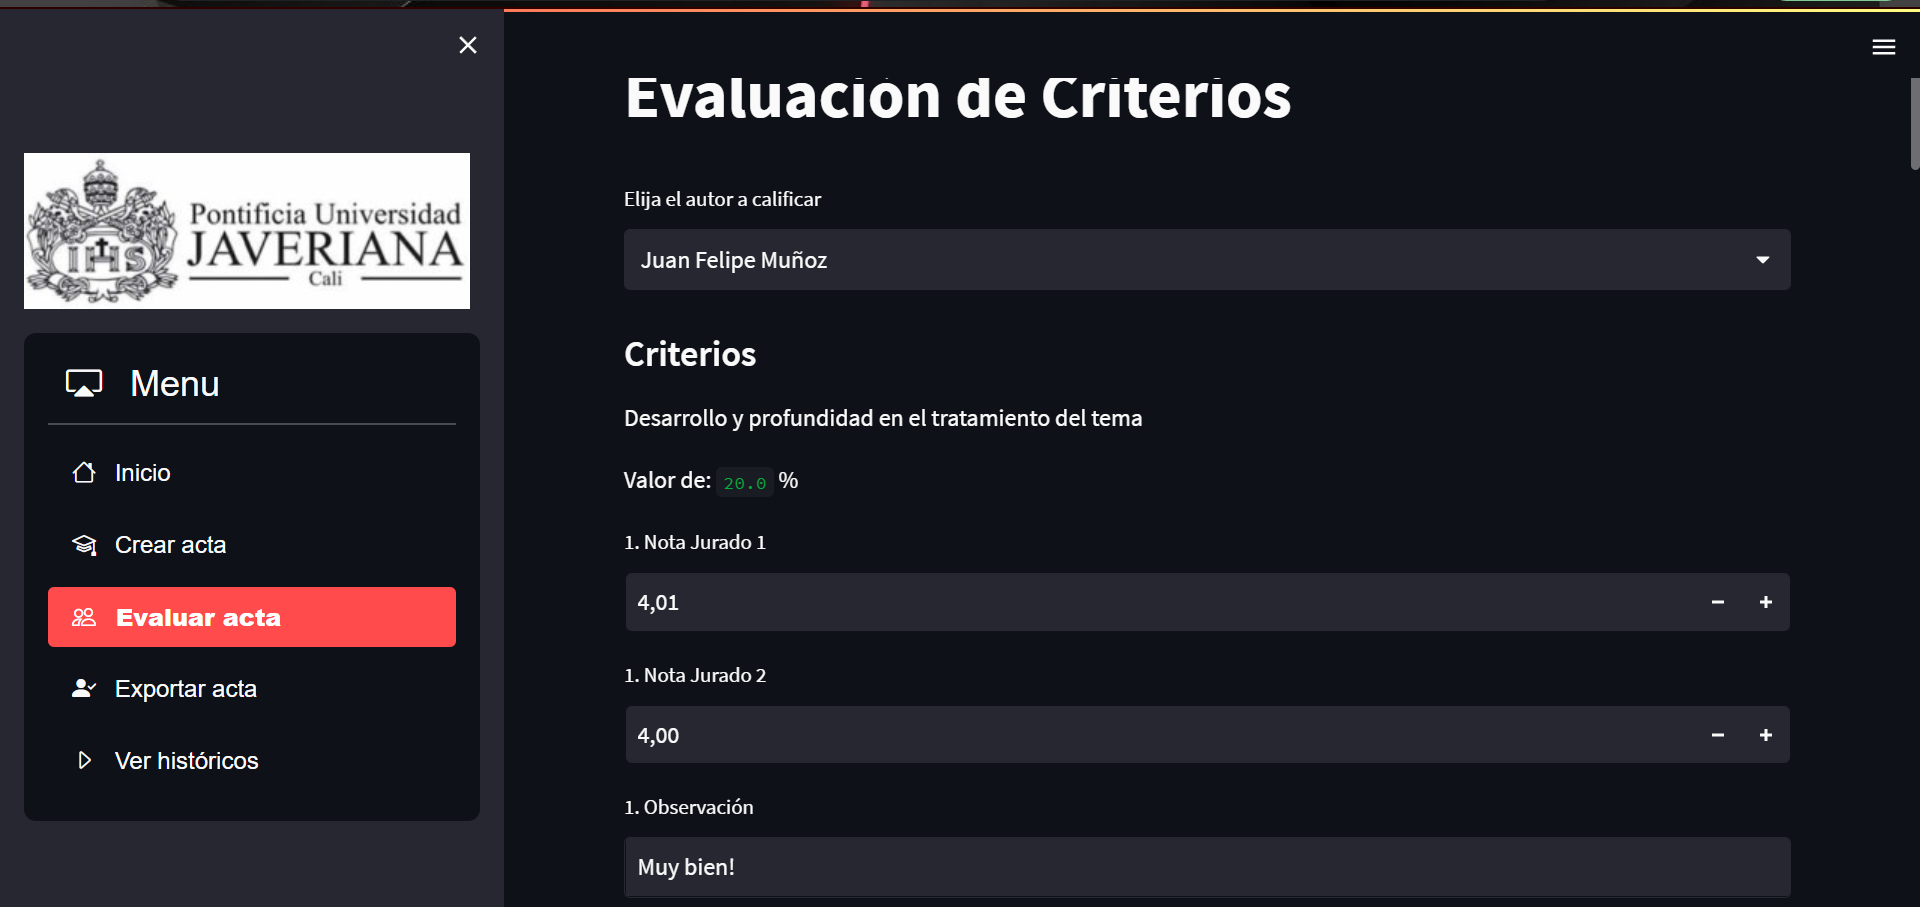 Pontificia Universidad
JAVERIANA
Cali
IHS
Menu
Inicio
Crear acta
Evaluar acta
Exportar acta
Ver históricos
Evaluación de Criterios
Elija el autor a calificar
Juan Felipe Muñoz
Criterios
Desarrollo y profundidad en el tratamiento del tema
Valor de: 20.0 %
1. Nota Jurado 1
4,01
1. Nota Jurado 2
4,00
1. Observación
Muy bien!